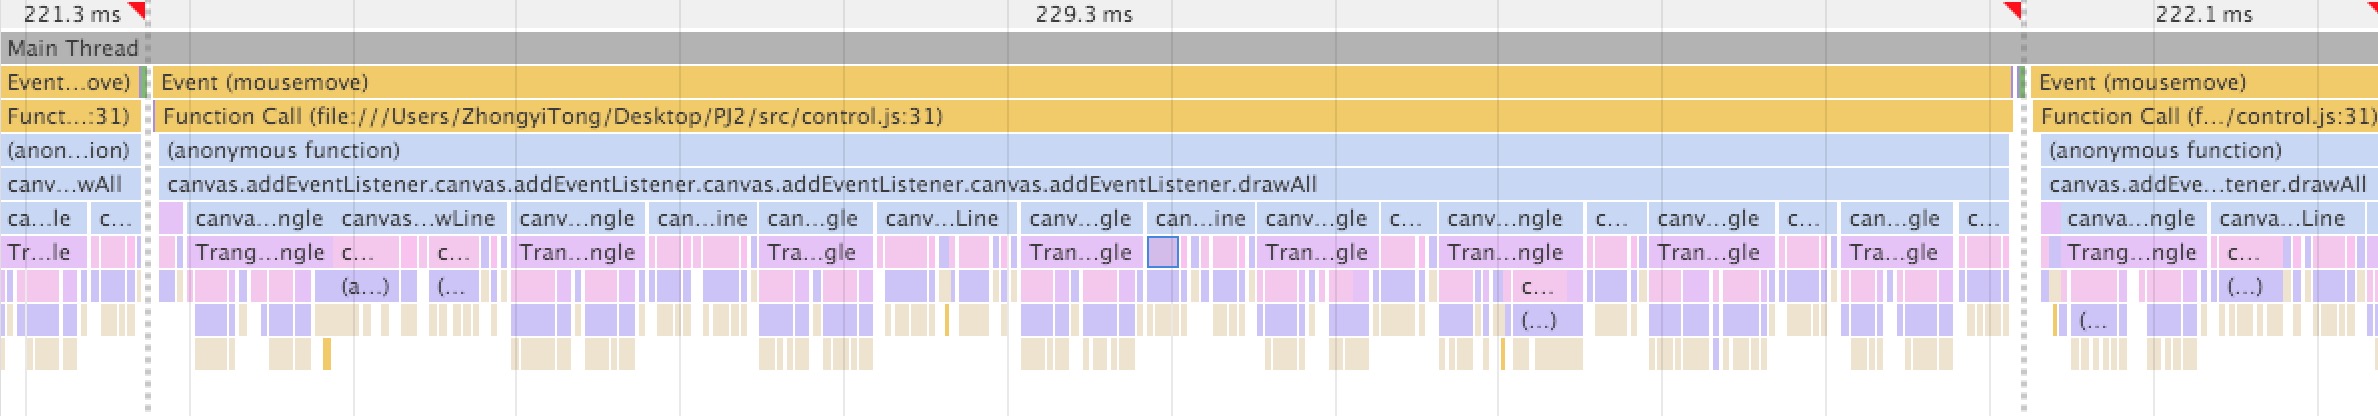 221.3 ms 229.3 ms 222.1 ms
Main Thread
Event...ove) Event (mousemove) Event (mousemove)
Funct...:31) Function Call (file:///Users/ZhongyiTong/Desktop/PJ2/src/control.js:31) Function Call (f.../control.js:31)
(anon...ion) (anonymous function) (anonymous function)
canv...wAll canvas.addEventListener.canvas.addEventListener.canvas.addEventListener.canvas.addEventListener.drawAll canvas.addEve...tener.drawAll
ca...le c... canva...ngle canvas...wLine canv...ngle can...ine can...gle canv...Line canv...gle can...ine canv...gle c... canv...ngle c... canv...gle c... can...gle c... canva...ngle canva...Line
Tr...le Trang...ngle c... c... Tran...ngle Tra...gle Tran...gle Tran...gle Tran...ngle Tran...gle Tra...gle Trang...ngle c...
(a...) (... c... (...)
(...) (...